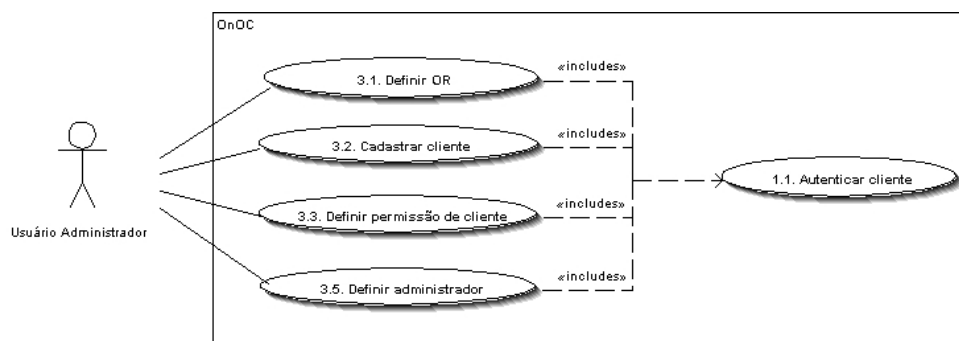 OnOC
«includes»
3.1. Definir OR
«includes»
3.2. Cadastrar cliente
1.1. Autenticar cliente
«includes»
3.3. Definir permissão de cliente
Usuário Administrador
«includes»
3.5. Definir administrador